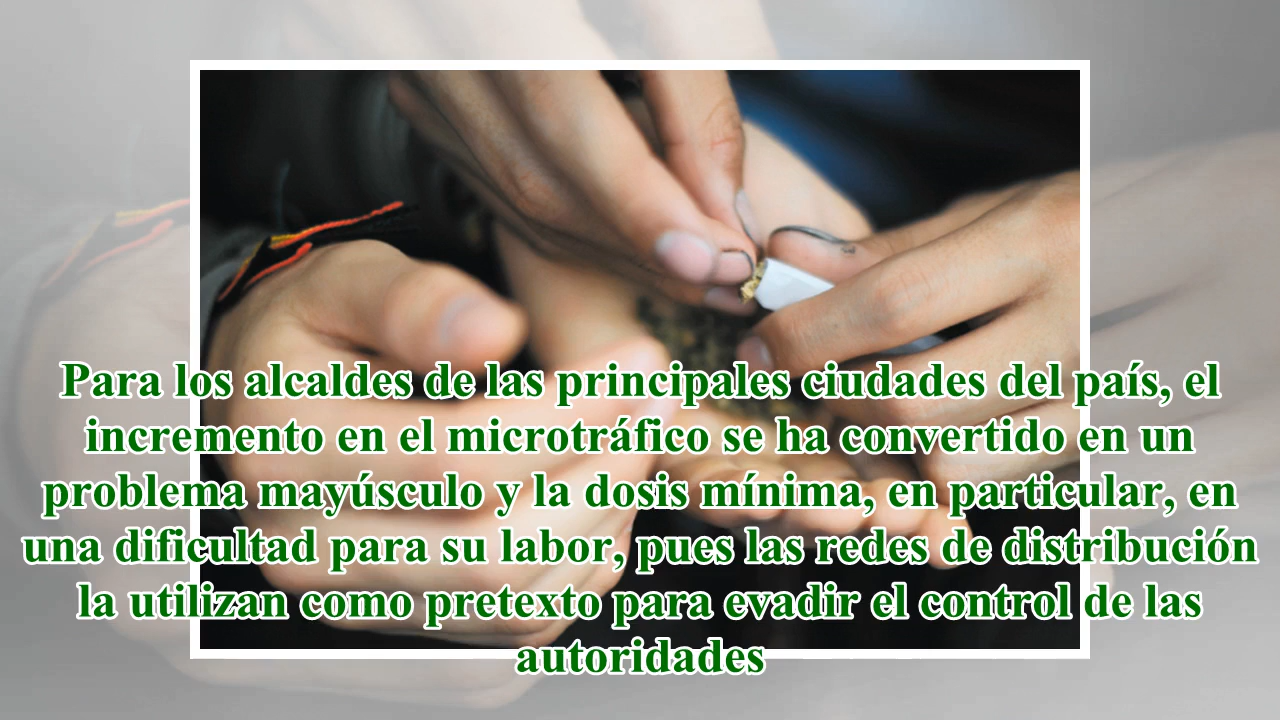 Para los alcaldes de las principales ciudades del país, el
incremento en el microtráfico se ha convertido en un
problema mayúsculo y la dosis mínima, en particular, en
una dificultad para su labor, pues las redes de distribución
la utilizan como pretexto para evadir el control de las
autoridades